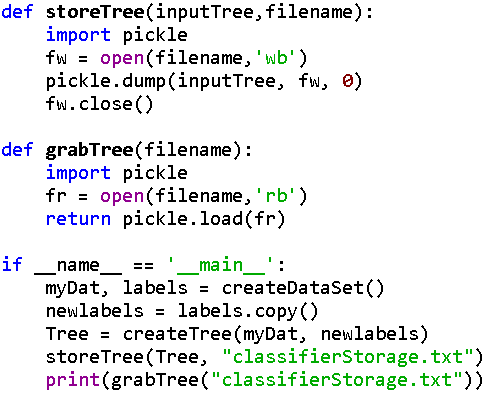 def storeTree(inputTree,filename):
    import pickle
    fw = open(filename,'wb')
    pickle.dump(inputTree, fw, 0)
    fw.close()

def grabTree(filename):
    import pickle
    fr = open(filename,'rb')
    return pickle.load(fr)

if __name__ == '__main__':
    myDat, labels = createDataSet()
    newlabels = labels.copy()
    Tree = createTree(myDat, newlabels)
    storeTree(Tree, "classifierStorage.txt")
    print(grabTree("classifierStorage.txt"))